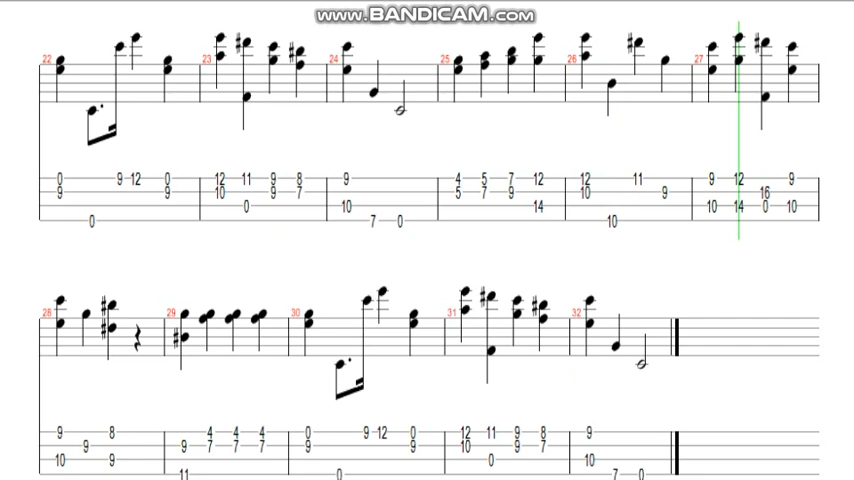 www.BANDICAM.com
22 23 24 25 26 27
0 9 12 0 12 11 9 8 9 4 5 7 12 12 11 9 12 9
9 9 10 9 9 7 5 7 9 10 9 16
0 10 14 10 14 0 10
0 7 0 10
28 29 30 31 32
9 8 4 4 4 0 9 12 0 12 11 9 8 9
9 9 7 7 7 9 9 10 9 7
10 9 0 10
11 0 7 0